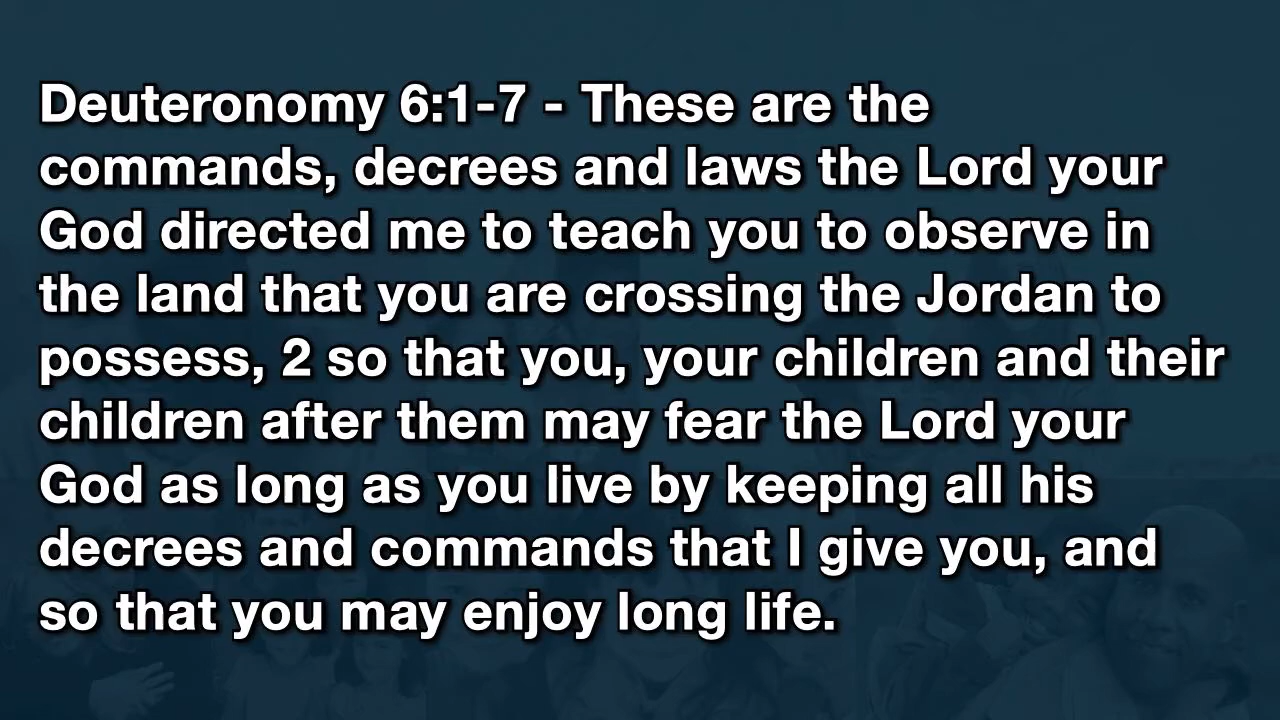 Deuteronomy 6:1-7 - These are the
commands, decrees and laws the Lord your
God directed me to teach you to observe in
the land that you are crossing the Jordan to
possess, 2 so that you, your children and their
children after them may fear the Lord your
God as long as you live by keeping all his
decrees and commands that I give you, and
so that you may enjoy long life.